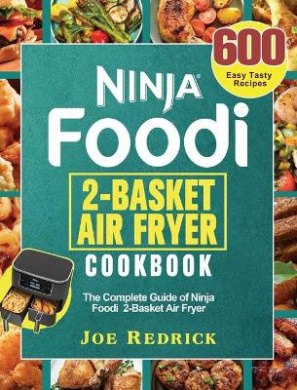 600
Easy Tasty
Recipes
NINJA®
Foodi
2-BASKET
AIR FRYER
COOKBOOK
The Complete Guide of Ninja
Foodi 2-Basket Air Fryer
JOE REDRICK